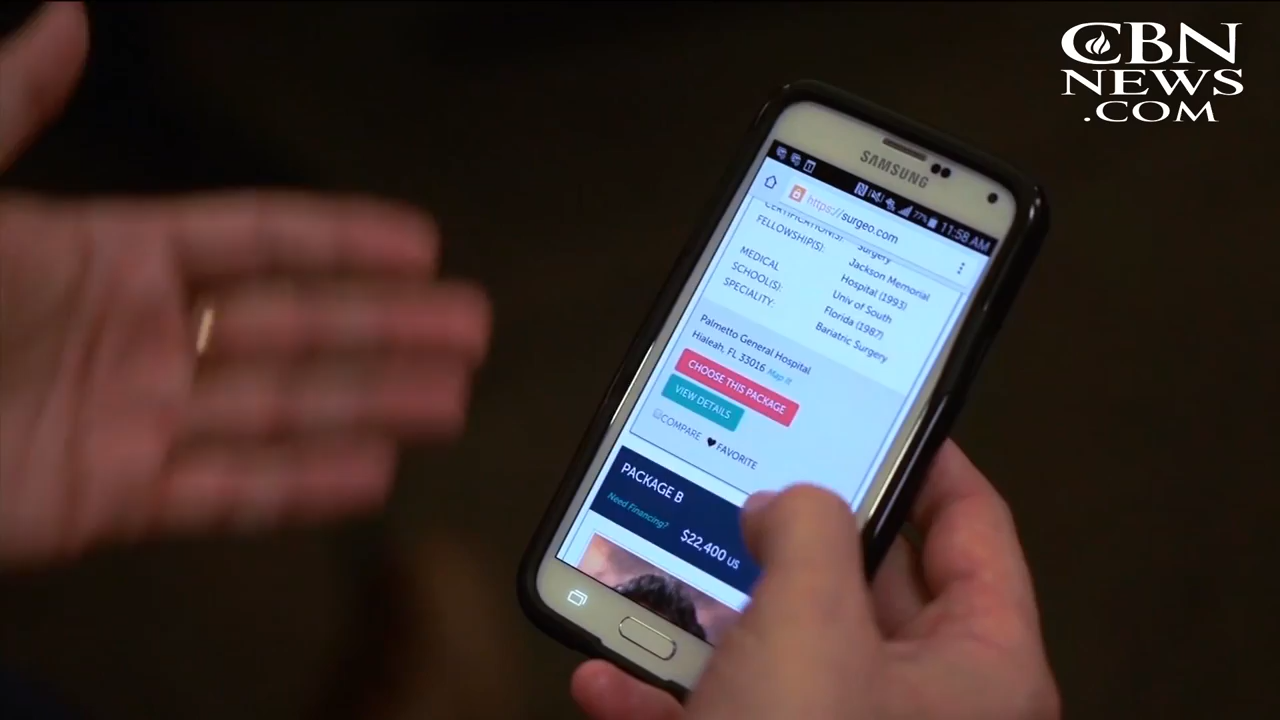 CBN
NEWS
.COM
SAMSUNG
77% 11:58 AM
https://surgeo.com
CERTIFICATION(S):
Surgery
FELLOWSHIP(S):
Jackson Memorial
Hospital (1993)
MEDICAL
SCHOOL(S):
Univ of South
Florida (1987)
SPECIALITY:
Bariatric Surgery
Palmetto General Hospital
Hialeah, FL 33016 Map it
CHOOSE THIS PACKAGE
VIEW DETAILS
COMPARE FAVORITE
PACKAGE B
Need Financing?
$22,400 US